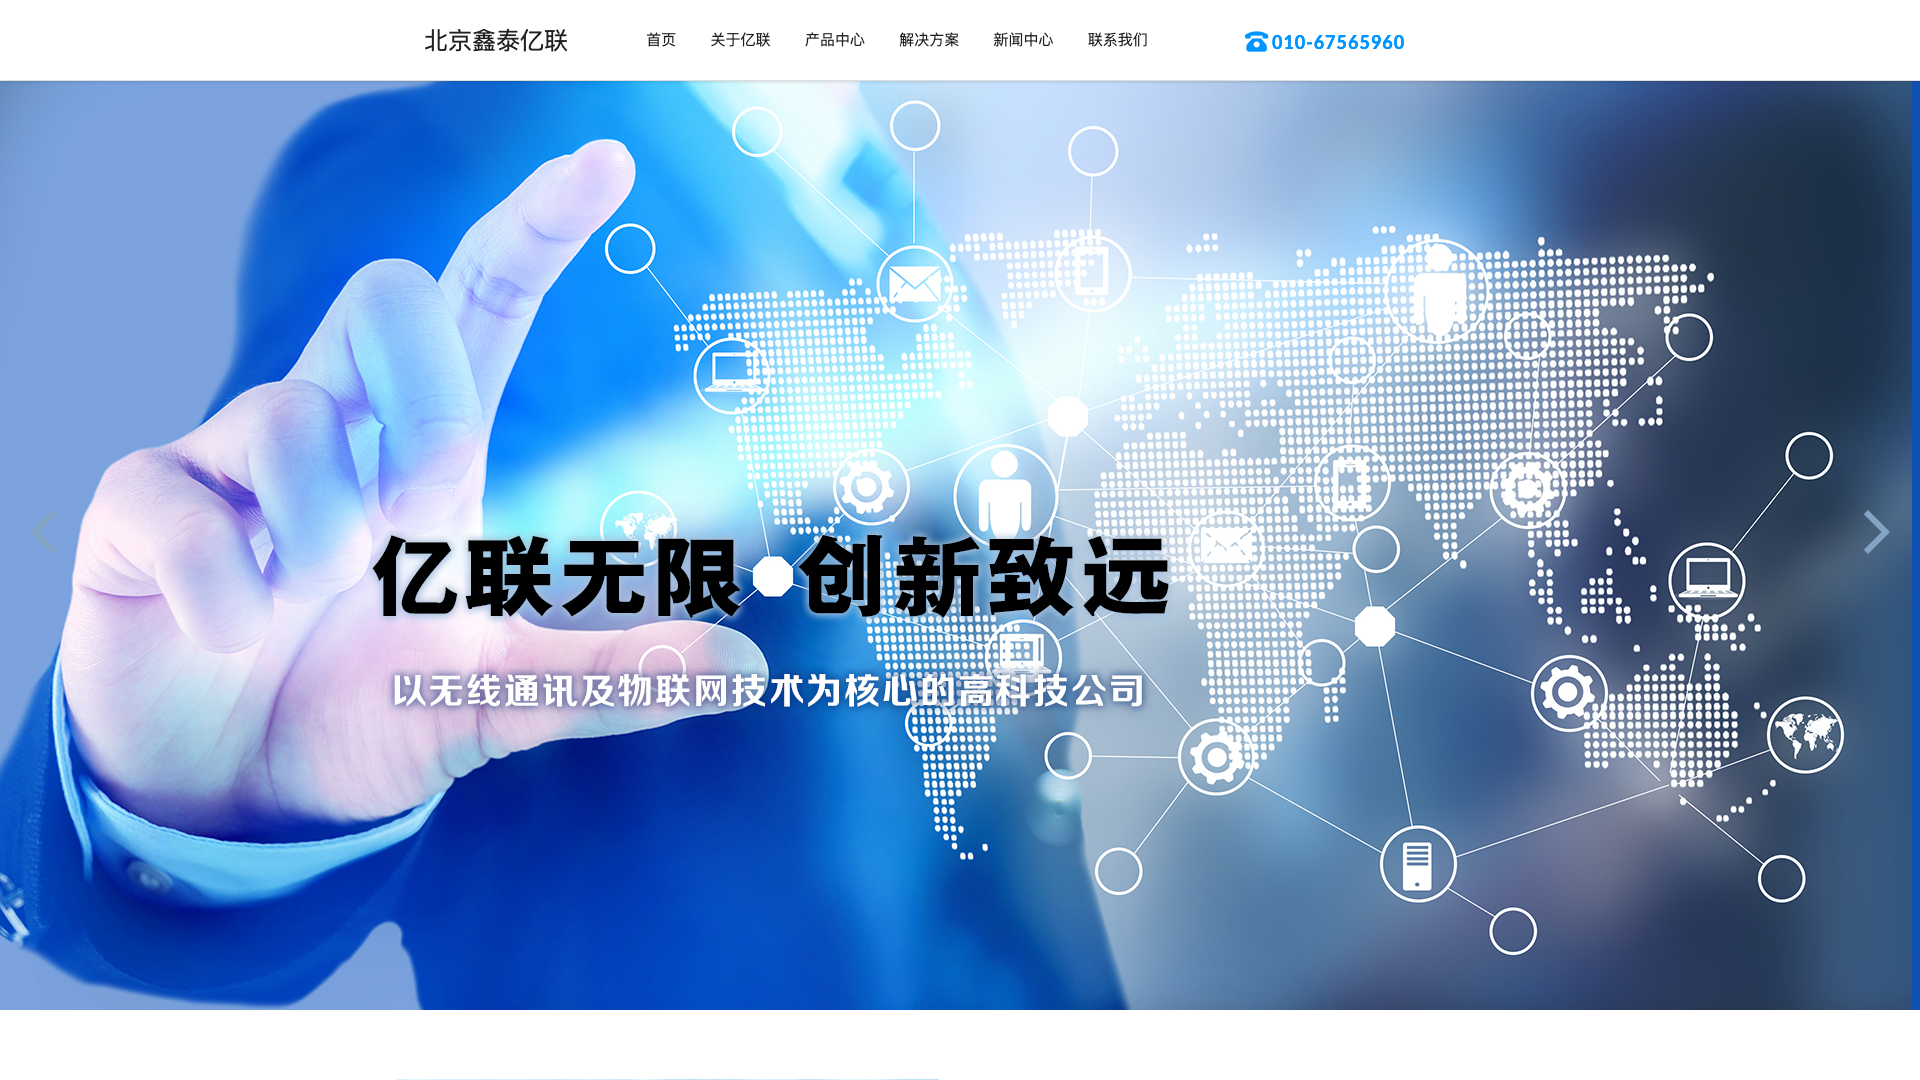 北京鑫泰亿联
首页 关于亿联 产品中心 解决方案 新闻中心 联系我们
010-67565960
亿联无限 创新致远
以无线通讯及物联网技术为核心的高科技公司